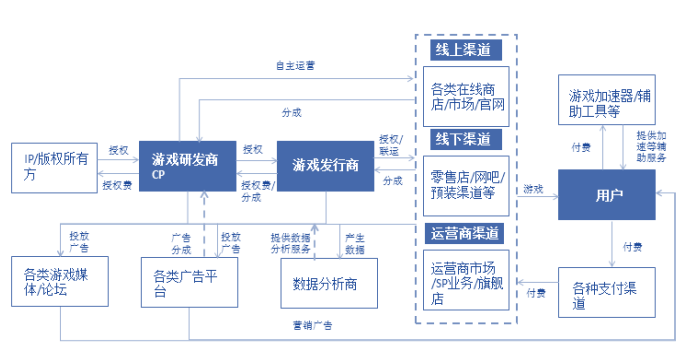 线上渠道
自主运营
各类在线商
店/市场/官网
游戏加速器/辅
助工具等
分成
线下渠道
IP/版权所有
方
授权
授权费
游戏研发商
CP
授权
授权费/
分成
游戏发行商
授权/
联运
分成
零售店/网吧/
预装渠道等
付费
提供加
速等辅
助服务
游戏
用户
运营商渠道
投放
广告
广告
分成
投放
广告
提供数据
分析服务
产生
数据
付费
各类游戏媒
体/论坛
各类广告平
台
数据分析商
运营商市场
/SP业务/旗舰
店
付费
各种支付渠
道
营销广告